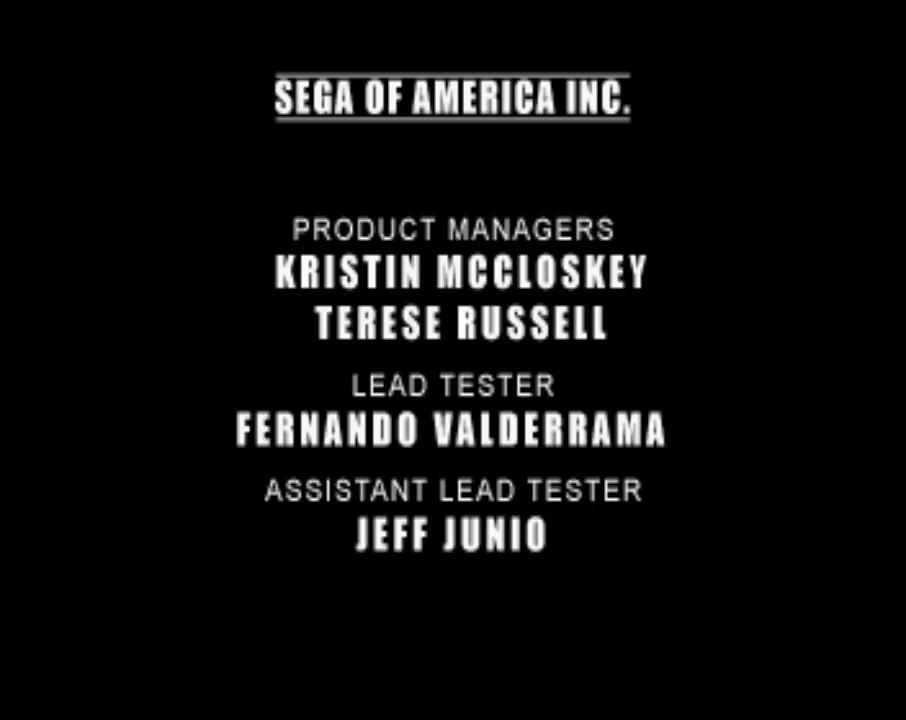 SEGA OF AMERICA INC.
PRODUCT MANAGERS
KRISTIN MCCLOSKEY
TERESE RUSSELL
LEAD TESTER
FERNANDO VALDERRAMA
ASSISTANT LEAD TESTER
JEFF JUNIO